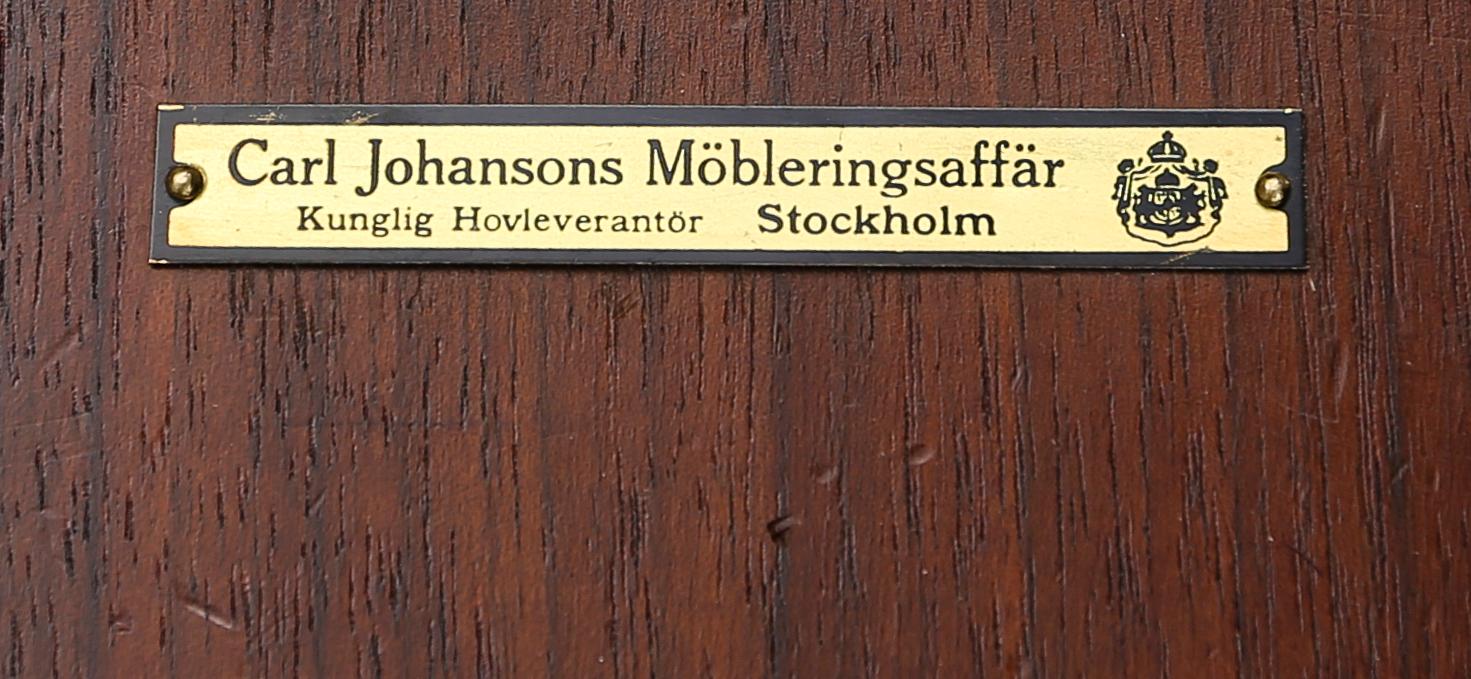 Carl Johansons Möbleringsaffär
Kunglig Hovleverantör Stockholm